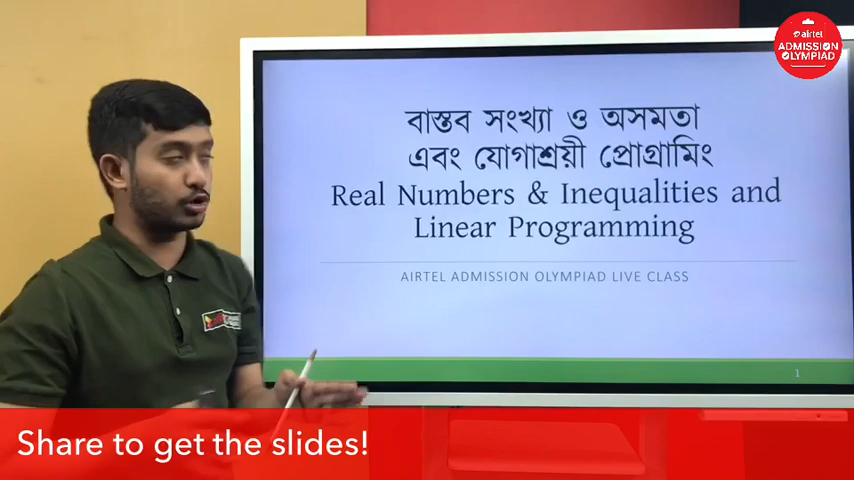 airtel
ADMISSION
OLYMPIAD
বাস্তব সংখ্যা ও অসমতা
এবং যোগাশ্রয়ী প্রোগ্রামিং
Real Numbers & Inequalities and
Linear Programming
AIRTEL ADMISSION OLYMPIAD LIVE CLASS
1
Share to get the slides!